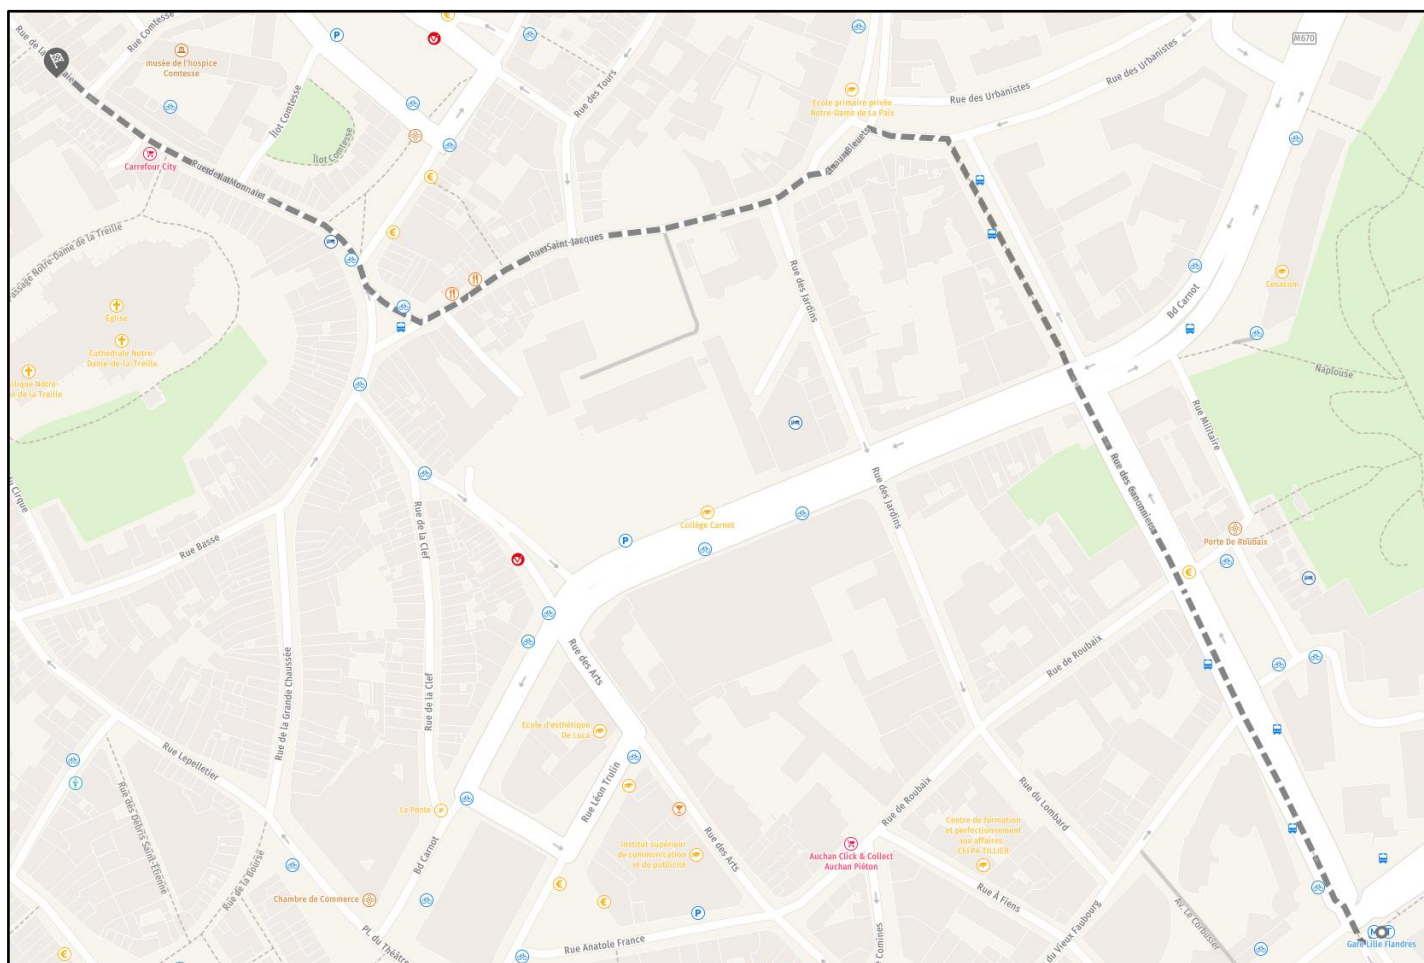 Rue de la
Rue Comtesse
musée de l'hospice
Comtesse
P
€
M670
Rue des Tours
Îlot Comtesse
Îlot Comtesse
Ecole primaire privée
Notre-Dame de La Paix
Rue des Urbanistes
Rue des Urbanistes
Carrefour City
Rue de la Monnaie
€
€
Rue Saint-Jacques
Passage Notre-Dame de la Treille
Eglise
Cathédrale Notre-
Dame-de-la-Treille
Rue des Jardins
Bd Carnot
Cesacom
Naplouse
Rue Militaire
Rue des Canonniers
Rue des Jardins
Rue de la Clef
Collège Carnot
P
Porte De Roubaix
€
du Cirque
Rue Basse
Rue de la Grande Chaussée
Rue de la Clef
Rue des Arts
Rue de Roubaix
Ecole d'esthétique
De Luca
Rue Lepelletier
Rue Léon Trulin
Rue des Débris Saint-Étienne
La Ponte
Rue de Roubaix
Rue du Lombard
Centre de formation
et perfectionnement
aux affaires
CEFPA TILLIER
Institut supérieur
de communication
et de publicité
Rue des Arts
Auchan Click & Collect
Auchan Piéton
Bd Carnot
Rue de la Bourse
Chambre de Commerce
€
€
P
Rue À Fiens
Av. Le Corbusier
Pl. du Théâtre
Rue Anatole France
Comines
du Vieux Faubourg
€
Gare Lille Flandres